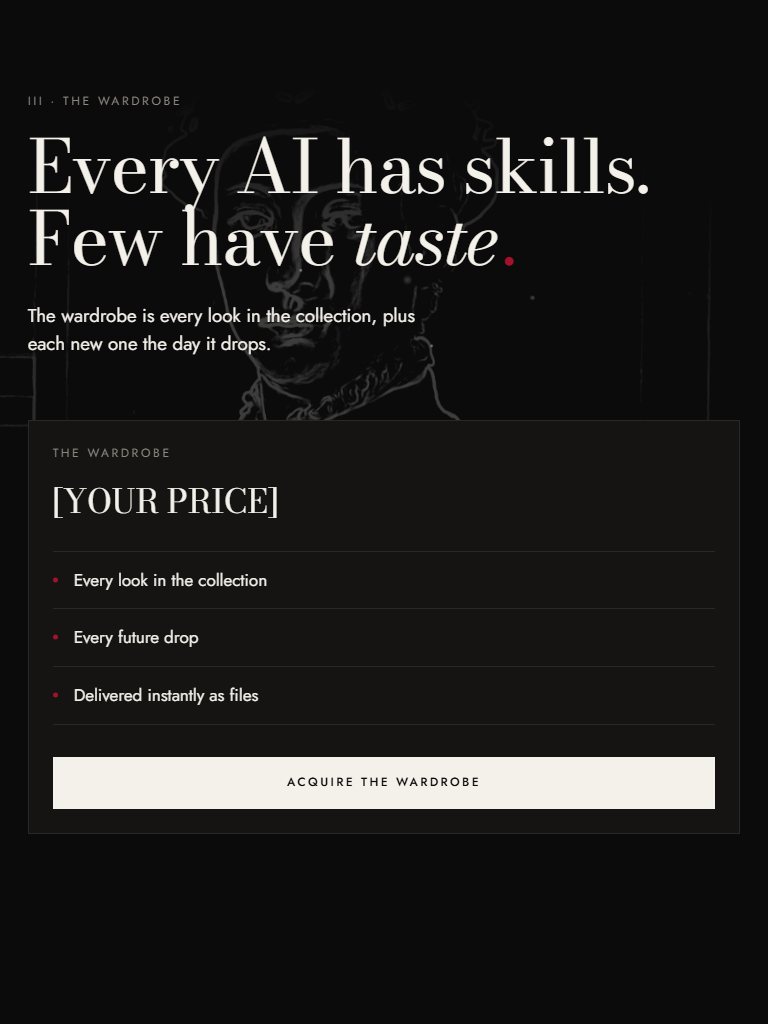 III · THE WARDROBE
Every AI has skills.
Few have taste.
The wardrobe is every look in the collection, plus
each new one the day it drops.
THE WARDROBE
[YOUR PRICE]
• Every look in the collection
• Every future drop
• Delivered instantly as files
ACQUIRE THE WARDROBE